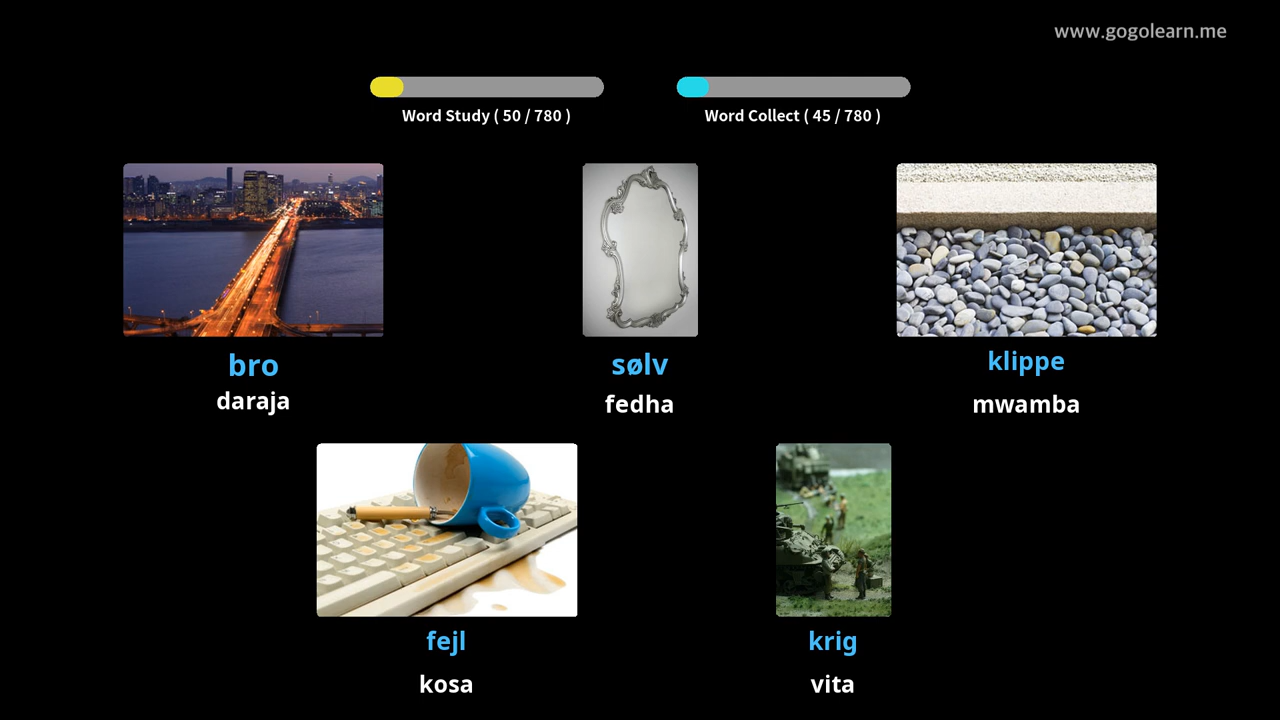 www.gogolearn.me
Word Study ( 50 / 780 )
Word Collect ( 45 / 780 )
bro
daraja
sølv
fedha
klippe
mwamba
fejl
kosa
krig
vita